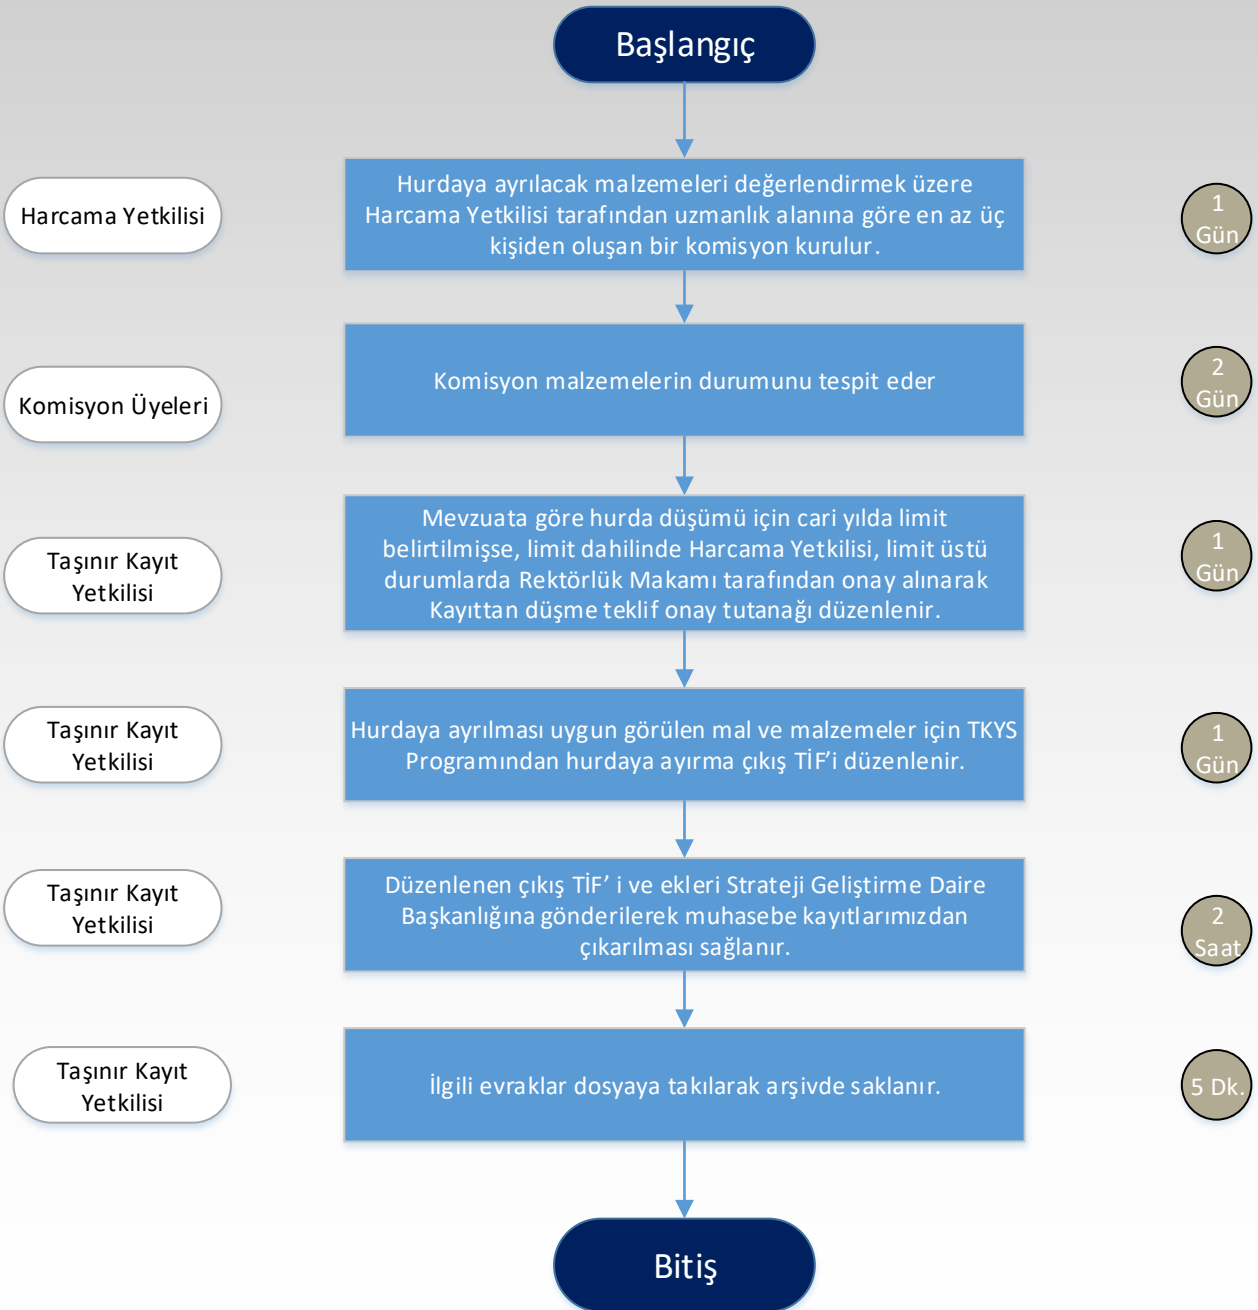 Başlangıç
Harcama Yetkilisi
Hurdaya ayrılacak malzemeleri değerlendirmek üzere
Harcama Yetkilisi tarafından uzmanlık alanına göre en az üç
kişiden oluşan bir komisyon kurulur.
1
Gün
Komisyon Üyeleri
Komisyon malzemelerin durumunu tespit eder
2
Gün
Taşınır Kayıt
Yetkilisi
Mevzuata göre hurda düşümü için cari yılda limit
belirtilmişse, limit dahilinde Harcama Yetkilisi, limit üstü
durumlarda Rektörlük Makamı tarafından onay alınarak
Kayıttan düşme teklif onay tutanağı düzenlenir.
1
Gün
Taşınır Kayıt
Yetkilisi
Hurdaya ayrılması uygun görülen mal ve malzemeler için TKYS
Programından hurdaya ayırma çıkış TİF’i düzenlenir.
1
Gün
Taşınır Kayıt
Yetkilisi
Düzenlenen çıkış TİF’ i ve ekleri Strateji Geliştirme Daire
Başkanlığına gönderilerek muhasebe kayıtlarımızdan
çıkarılması sağlanır.
2
Saat
Taşınır Kayıt
Yetkilisi
İlgili evraklar dosyaya takılarak arşivde saklanır.
5 Dk.
Bitiş